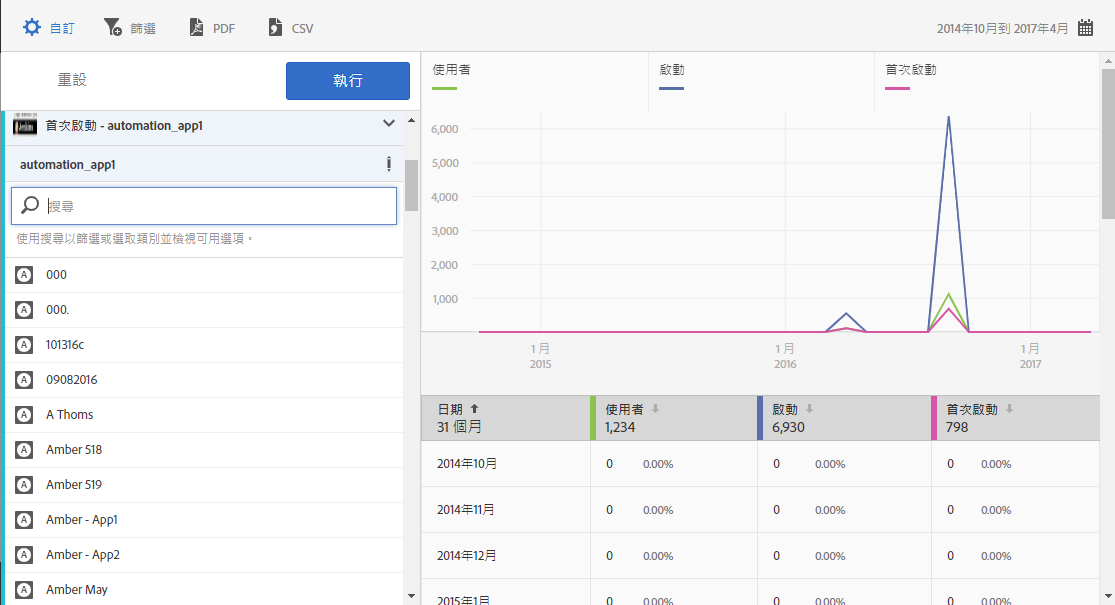 自訂 篩選 PDF CSV 2014年10月到 2017年4月
重設 執行
首次啟動 - automation_app1
automation_app1
搜尋
使用搜尋以篩選或選取類別並檢視可用選項。
A 000
A 000.
A 101316c
A 09082016
A A Thoms
A Amber 518
A Amber 519
A Amber - App1
A Amber - App2
A Amber May
使用者 啟動 首次啟動
6,000
5,000
4,000
3,000
2,000
1,000
1月 1月 1月
2015 2016 2017
日期 使用者 啟動 首次啟動
31 個月 1,234 6,930 798
2014年10月 0 0.00% 0 0.00% 0 0.00%
2014年11月 0 0.00% 0 0.00% 0 0.00%
2014年12月 0 0.00% 0 0.00% 0 0.00%
2015年1月 0 0.00% 0 0.00% 0 0.00%